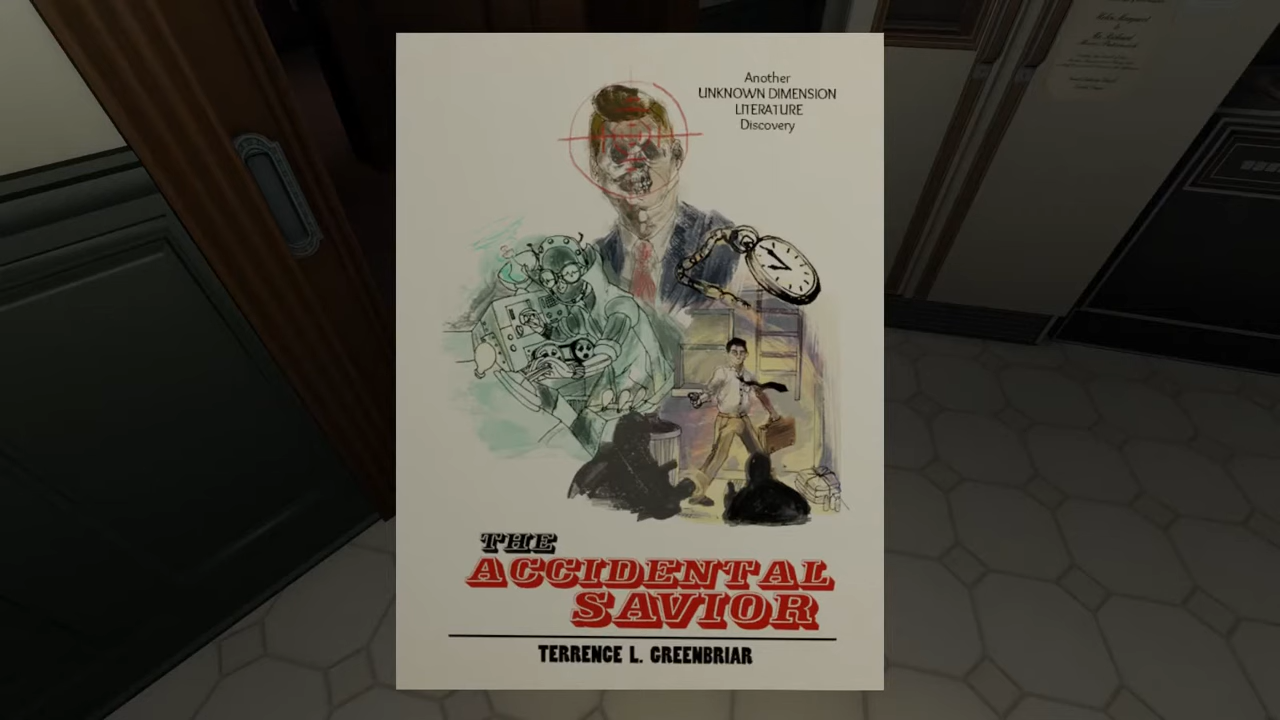 Another
UNKNOWN DIMENSION
LITERATURE
Discovery
THE
ACCIDENTAL
SAVIOR
TERRENCE L. GREENBRIAR